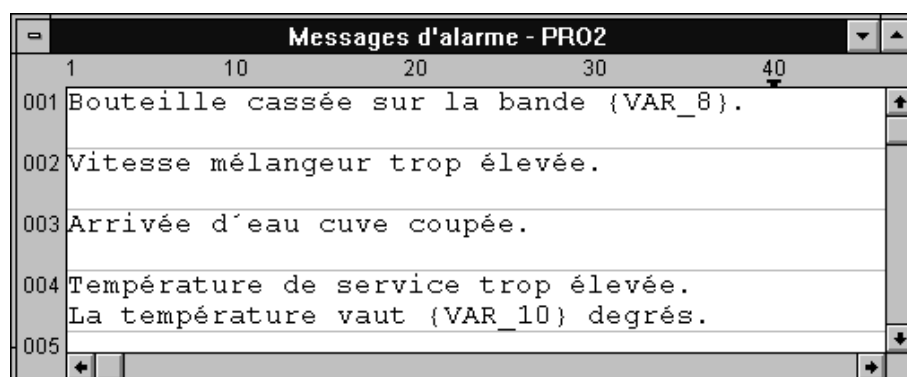 Messages d'alarme - PRO2
1 10 20 30 40
001 Bouteille cassée sur la bande {VAR_8}.
002 Vitesse mélangeur trop élevée.
003 Arrivée d´eau cuve coupée.
004 Température de service trop élevée.
La température vaut {VAR_10} degrés.
005